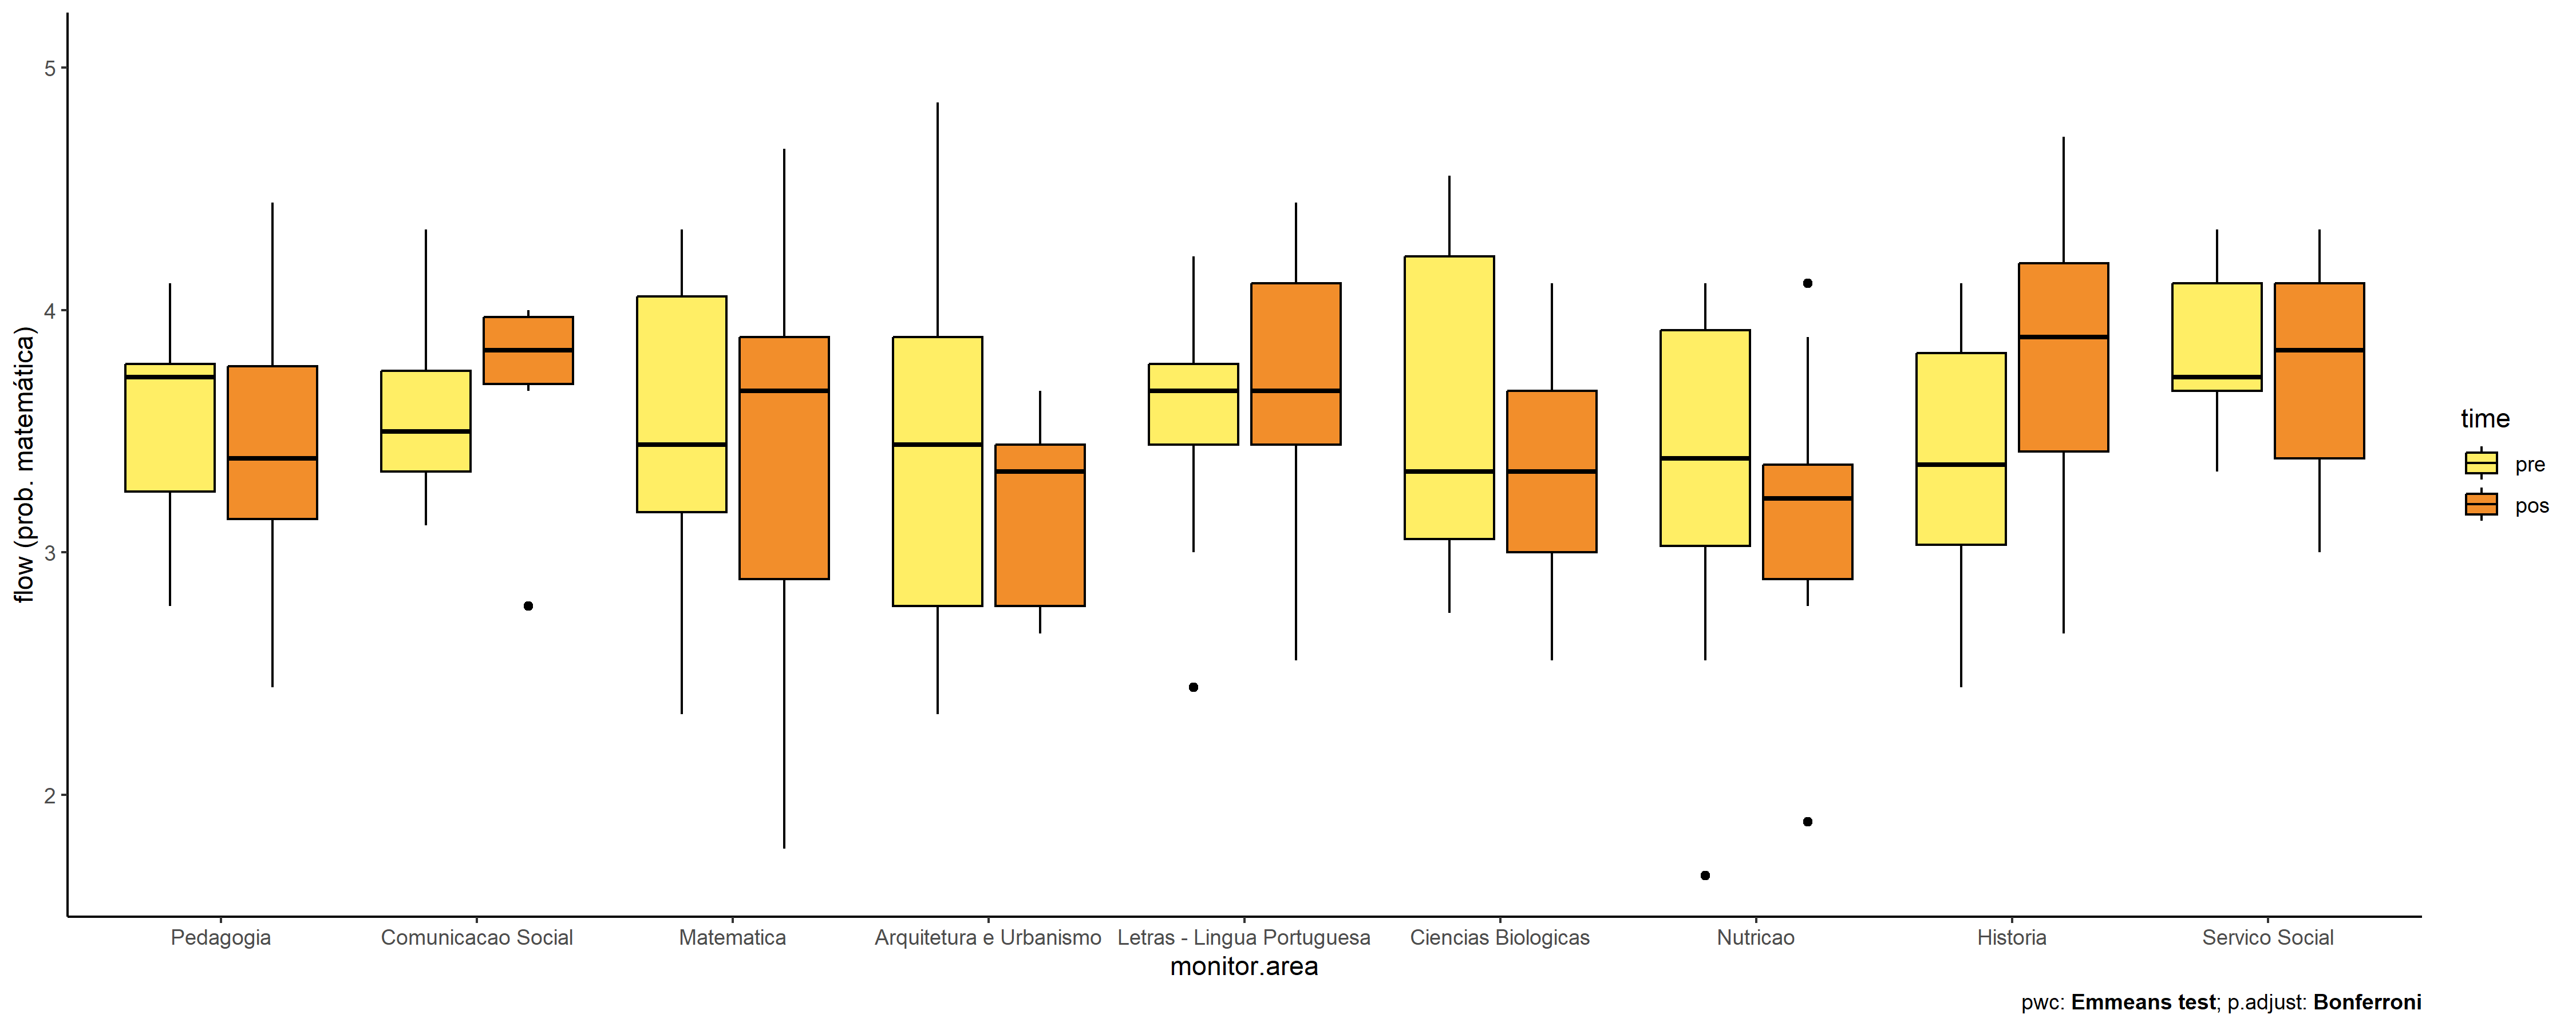 flow (prob. matemática)
5
4
3
2
Pedagogia
Comunicacao Social
Matematica
Arquitetura e Urbanismo
Letras - Lingua Portuguesa
Ciencias Biologicas
Nutricao
Historia
Servico Social
monitor.area
time
pre
pos
pwc: Emmeans test; p.adjust: Bonferroni